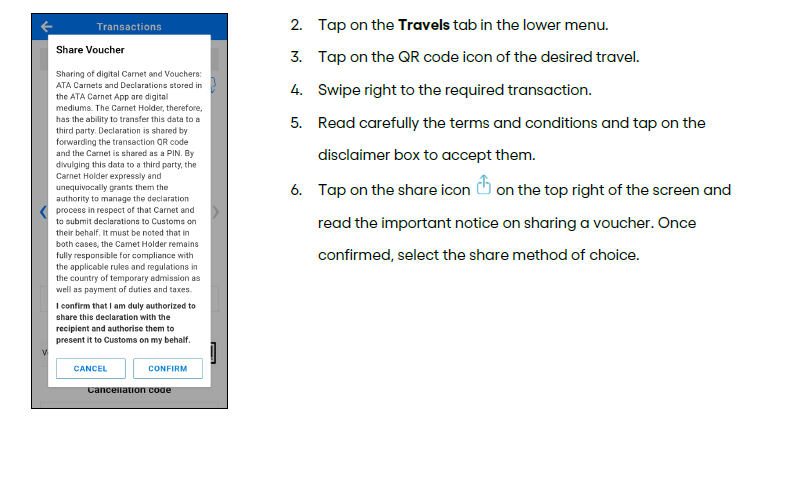 Transactions
Share Voucher
Sharing of digital Carnet and Vouchers:
ATA Carnets and Declarations stored in
the ATA Carnet App are digital
mediums. The Carnet Holder, therefore,
has the ability to transfer this data to a
third party. Declaration is shared by
forwarding the transaction QR code
and the Carnet is shared as a PIN. By
divulging this data to a third party, the
Carnet Holder expressly and
unequivocally grants them the
authority to manage the declaration
process in respect of that Carnet and
to submit declarations to Customs on
their behalf. It must be noted that in
both cases, the Carnet Holder remains
fully responsible for compliance with
the applicable rules and regulations in
the country of temporary admission as
well as payment of duties and taxes.
I confirm that I am duly authorized to
share this declaration with the
recipient and authorise them to
present it to Customs on my behalf.
CANCEL CONFIRM
Cancellation code
2. Tap on the Travels tab in the lower menu.
3. Tap on the QR code icon of the desired travel.
4. Swipe right to the required transaction.
5. Read carefully the terms and conditions and tap on the
disclaimer box to accept them.
6. Tap on the share icon on the top right of the screen and
read the important notice on sharing a voucher. Once
confirmed, select the share method of choice.